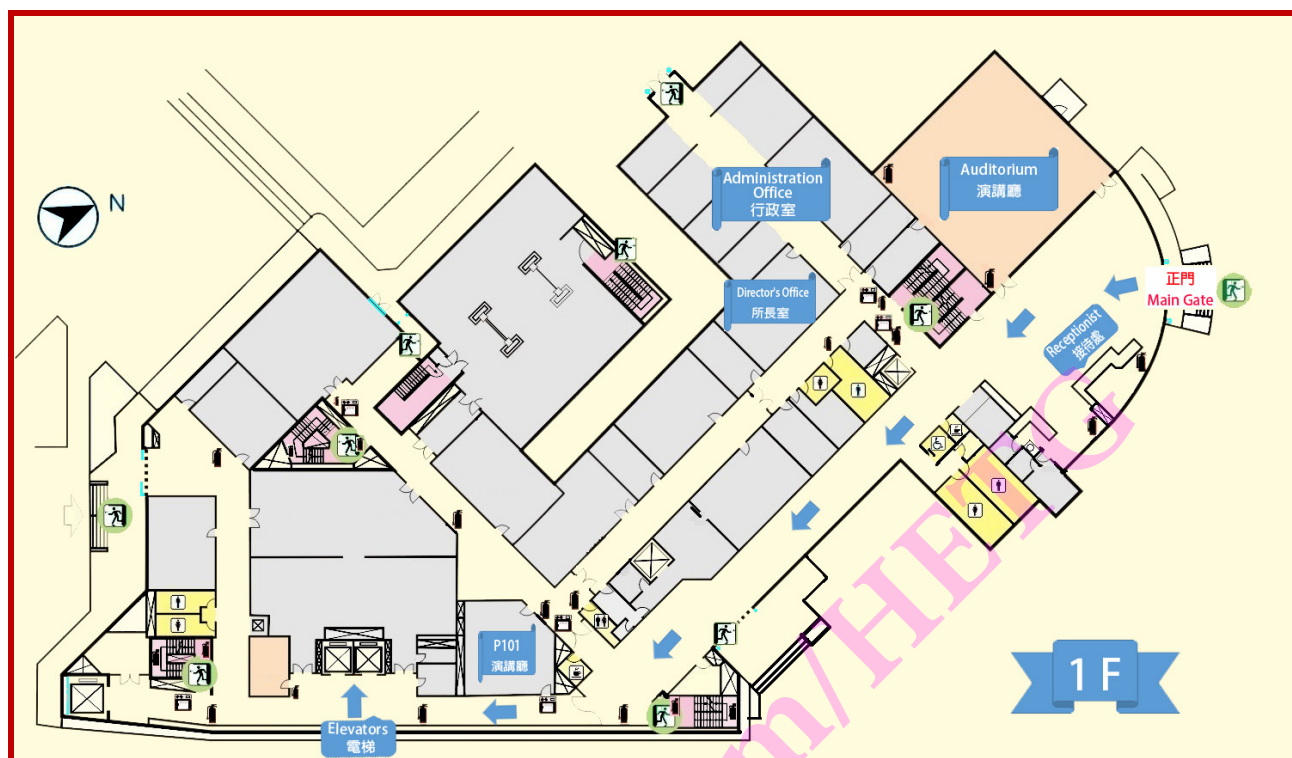 N
Administration
Office
行政室
Auditorium
演講廳
Director's Office
所長室
正門
Main Gate
Receptionist
接待處
P101
演講廳
Elevators
電梯
1 F
m/HETG